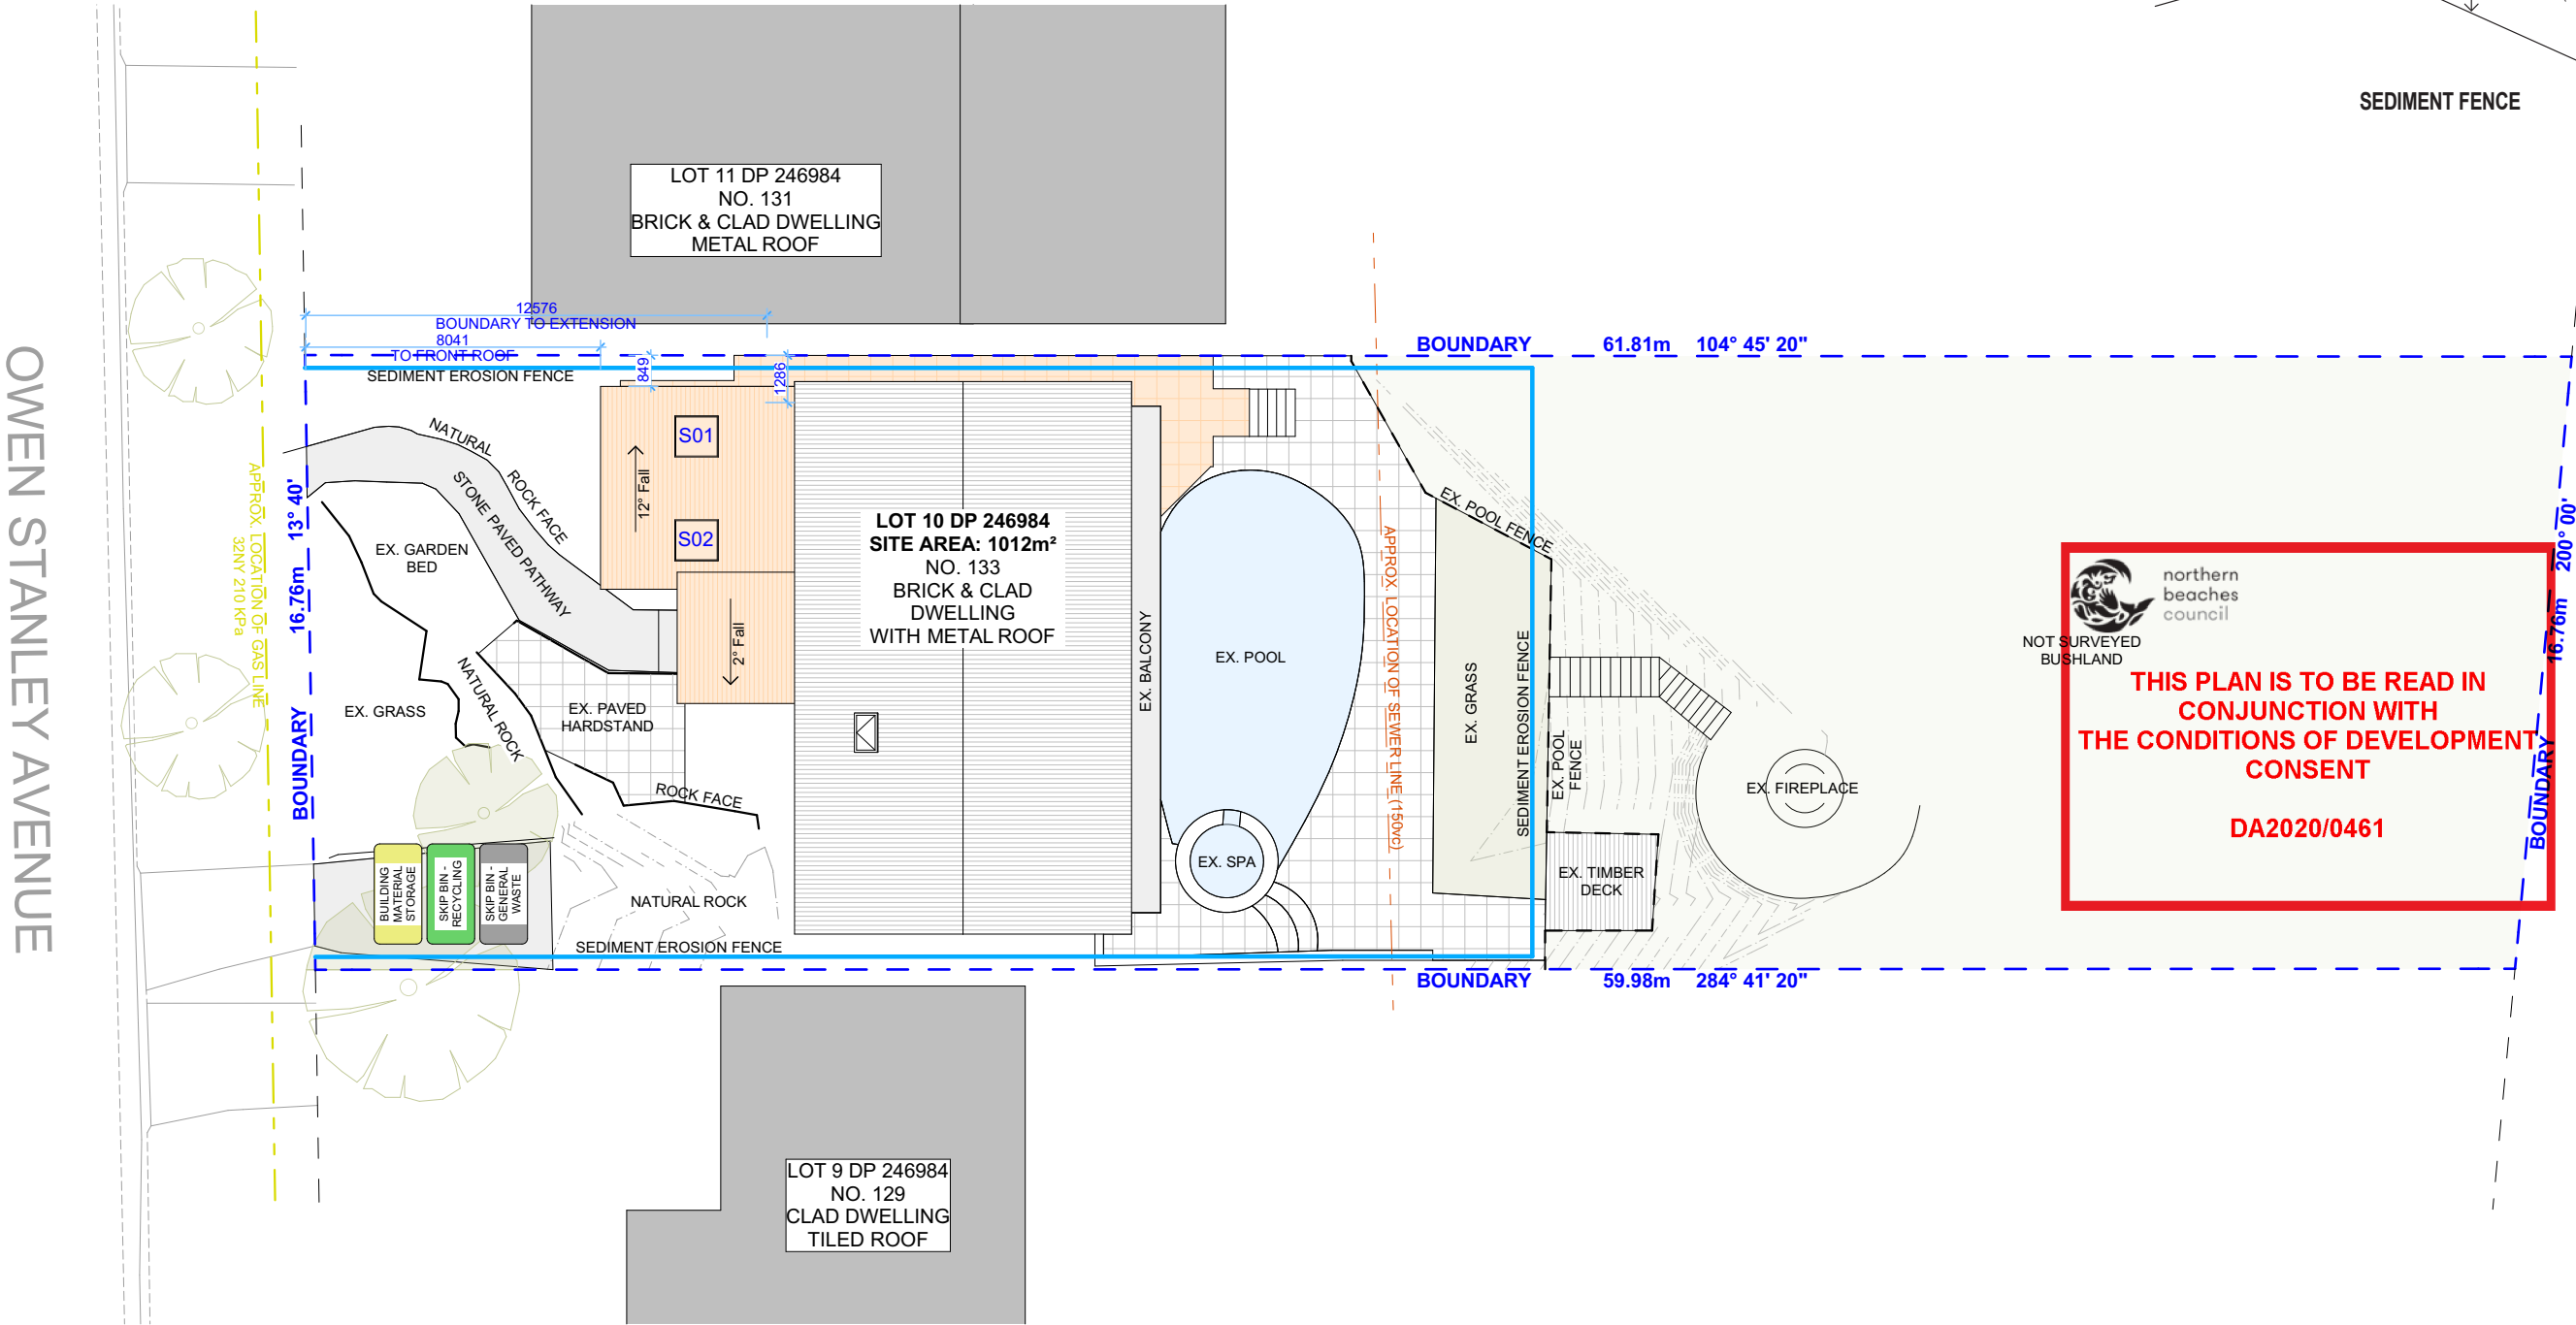 SEDIMENT FENCE
LOT 11 DP 246984
NO. 131
BRICK & CLAD DWELLING
METAL ROOF
12576
BOUNDARY TO EXTENSION
8041
TO FRONT ROOF
849
1286
SEDIMENT EROSION FENCE
BOUNDARY 61.81m 104° 45' 20"
OWEN STANLEY AVENUE
APPROX. LOCATION OF GAS LINE
32NY 210 KPa
BOUNDARY 16.76m 13° 40'
NATURAL
ROCK FACE
STONE PAVED PATHWAY
EX. GARDEN
BED
EX. GRASS
NATURAL ROCK
EX. PAVED
HARDSTAND
ROCK FACE
S01
S02
12° Fall
2° Fall
LOT 10 DP 246984
SITE AREA: 1012m²
NO. 133
BRICK & CLAD
DWELLING
WITH METAL ROOF
EX. BALCONY
EX. POOL
EX. SPA
APPROX. LOCATION OF SEWER LINE (150vc)
EX. POOL FENCE
EX. GRASS
SEDIMENT EROSION FENCE
EX. POOL
FENCE
EX. TIMBER
DECK
EX. FIREPLACE
NOT SURVEYED
BUSHLAND
northern
beaches
council
THIS PLAN IS TO BE READ IN
CONJUNCTION WITH
THE CONDITIONS OF DEVELOPMENT
CONSENT
DA2020/0461
BOUNDARY 16.76m 200° 00'
BUILDING
MATERIAL
STORAGE
SKIP BIN -
RECYCLING
SKIP BIN -
GENERAL
WASTE
NATURAL ROCK
SEDIMENT EROSION FENCE
BOUNDARY 59.98m 284° 41' 20"
LOT 9 DP 246984
NO. 129
CLAD DWELLING
TILED ROOF